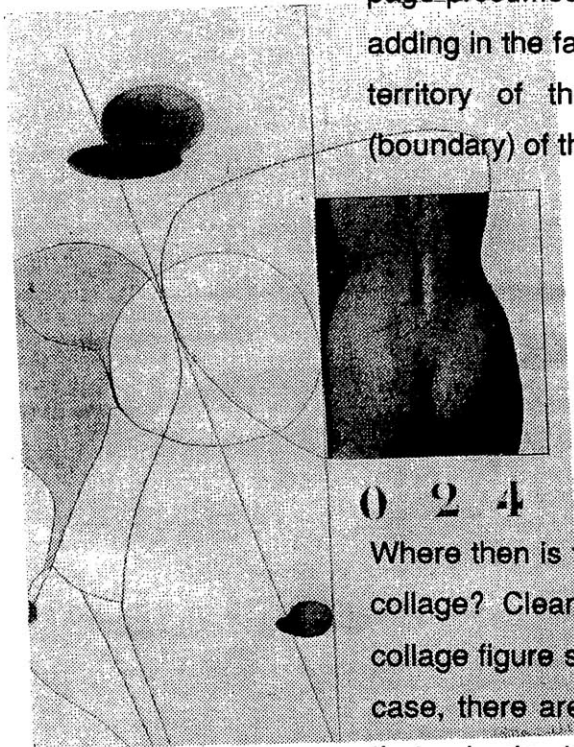 adding in the fa
territory of th
(boundary) of th
0 2 4
Where then is
collage? Clear
collage figure s
case, there are